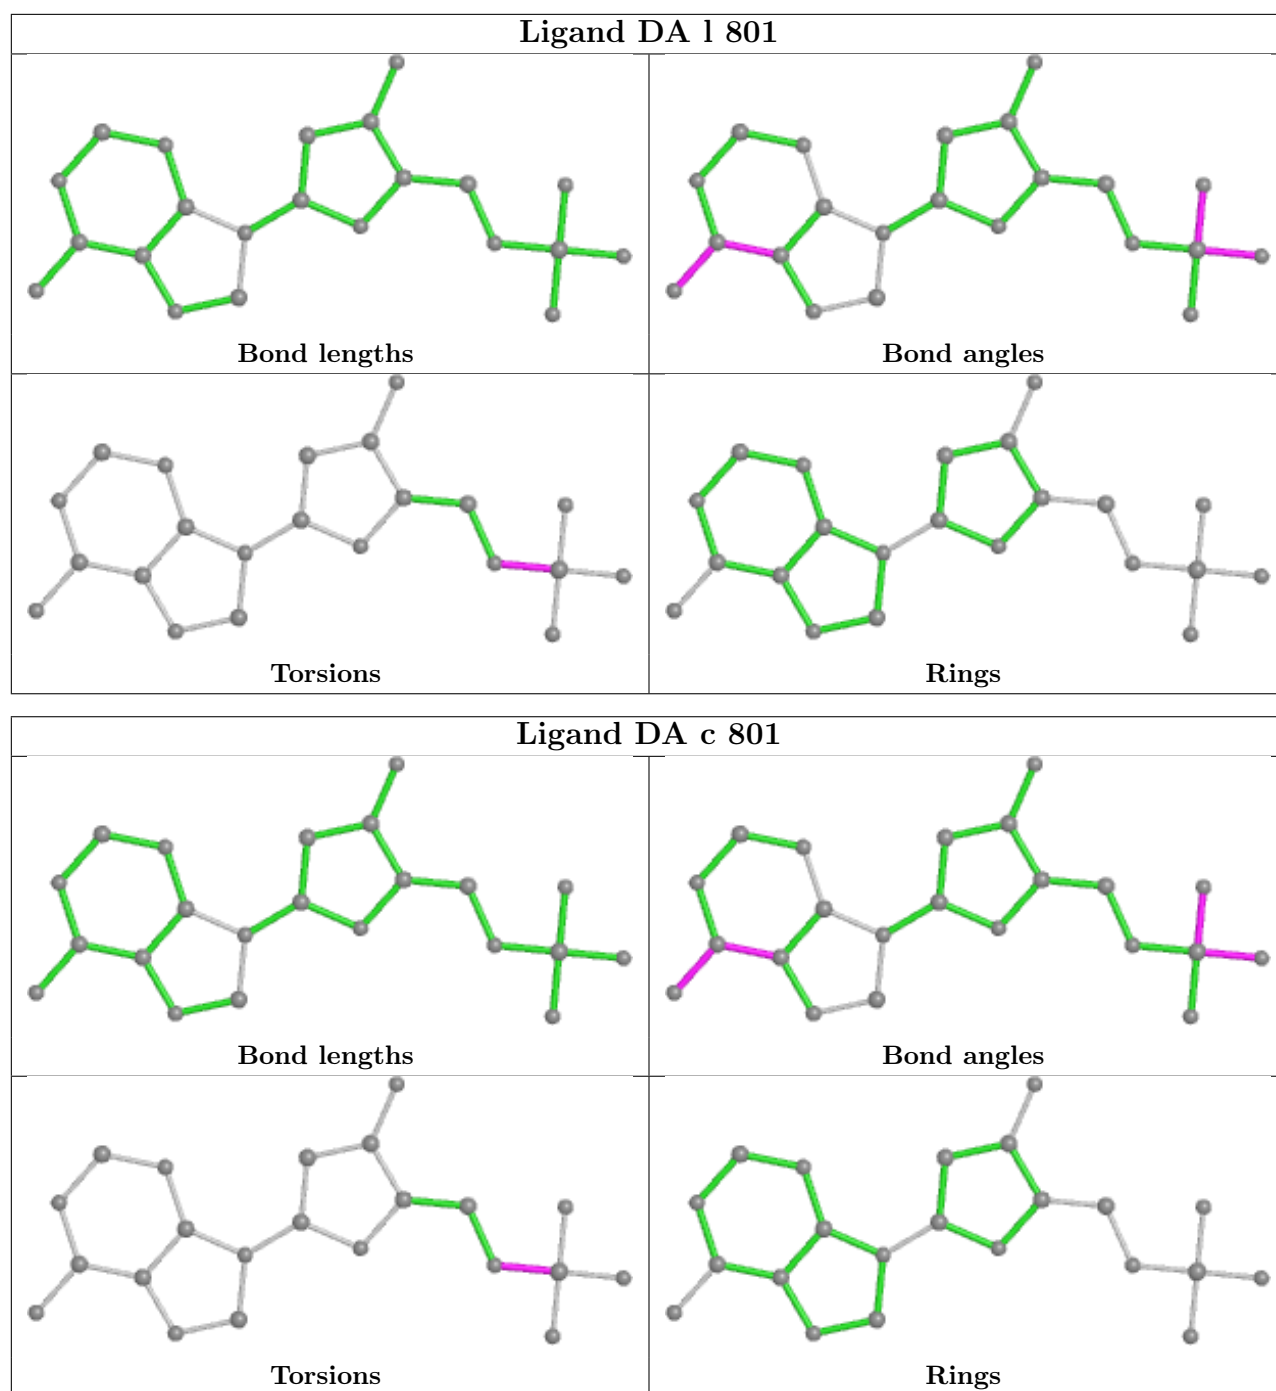 Ligand DA l 801
Bond lengths
Bond angles
Torsions
Rings
Ligand DA c 801
Bond lengths
Bond angles
Torsions
Rings